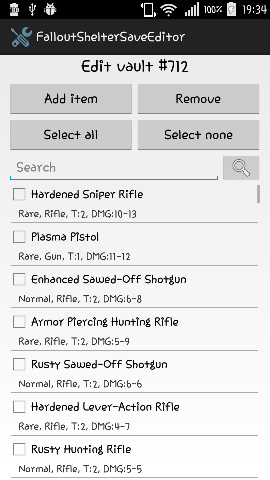 100% 19:34
FalloutShelterSaveEditor
Edit vault #712
Add item Remove
Select all Select none
Search
Hardened Sniper Rifle
Rare, Rifle, T:2, DMG:10-13
Plasma Pistol
Rare, Gun, T:1, DMG:11-12
Enhanced Sawed-Off Shotgun
Normal, Rifle, T:2, DMG:6-8
Armor Piercing Hunting Rifle
Rare, Rifle, T:2, DMG:5-9
Rusty Sawed-Off Shotgun
Normal, Rifle, T:2, DMG:6-6
Hardened Lever-Action Rifle
Rare, Rifle, T:2, DMG:4-7
Rusty Hunting Rifle
Normal, Rifle, T:2, DMG:5-5